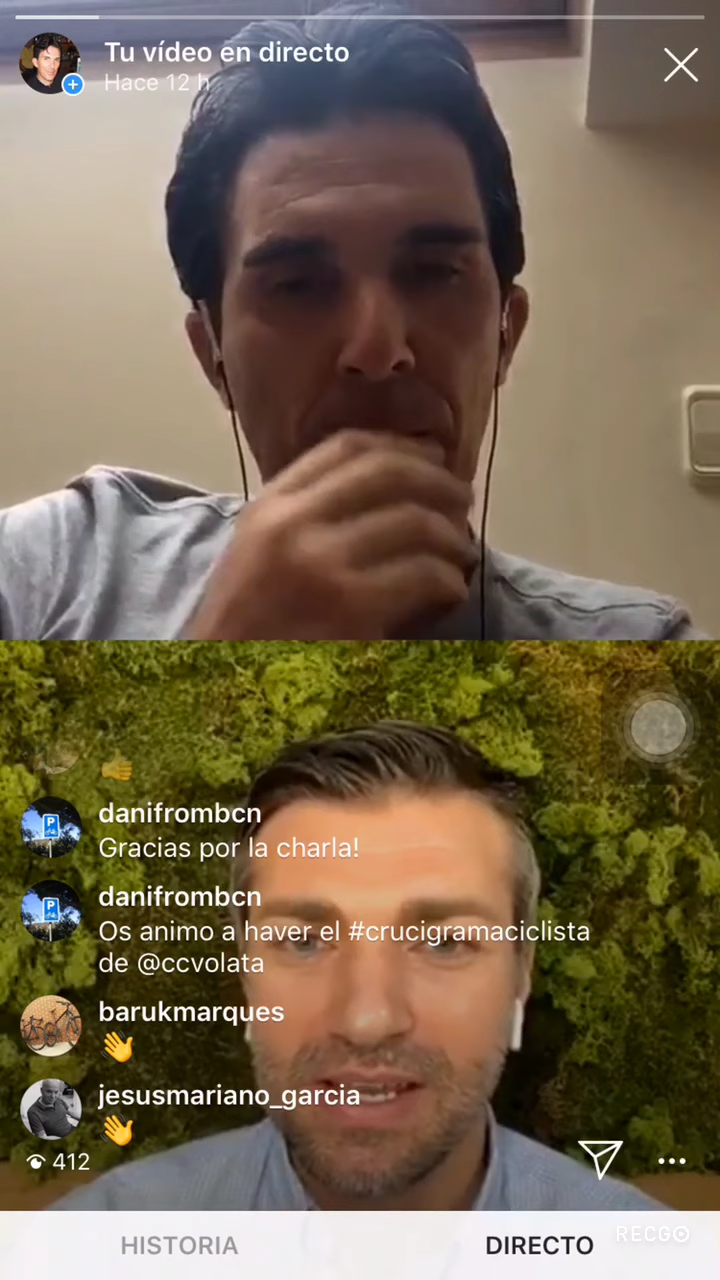 Tu vídeo en directo
Hace 12 h
danifrombcn
Gracias por la charla!
danifrombcn
Os animo a haver el #crucigramaciclista
de @ccvolata
barukmarques
👋
jesusmariano_garcia
👋
412
HISTORIA
DIRECTO
RECGO
P
P